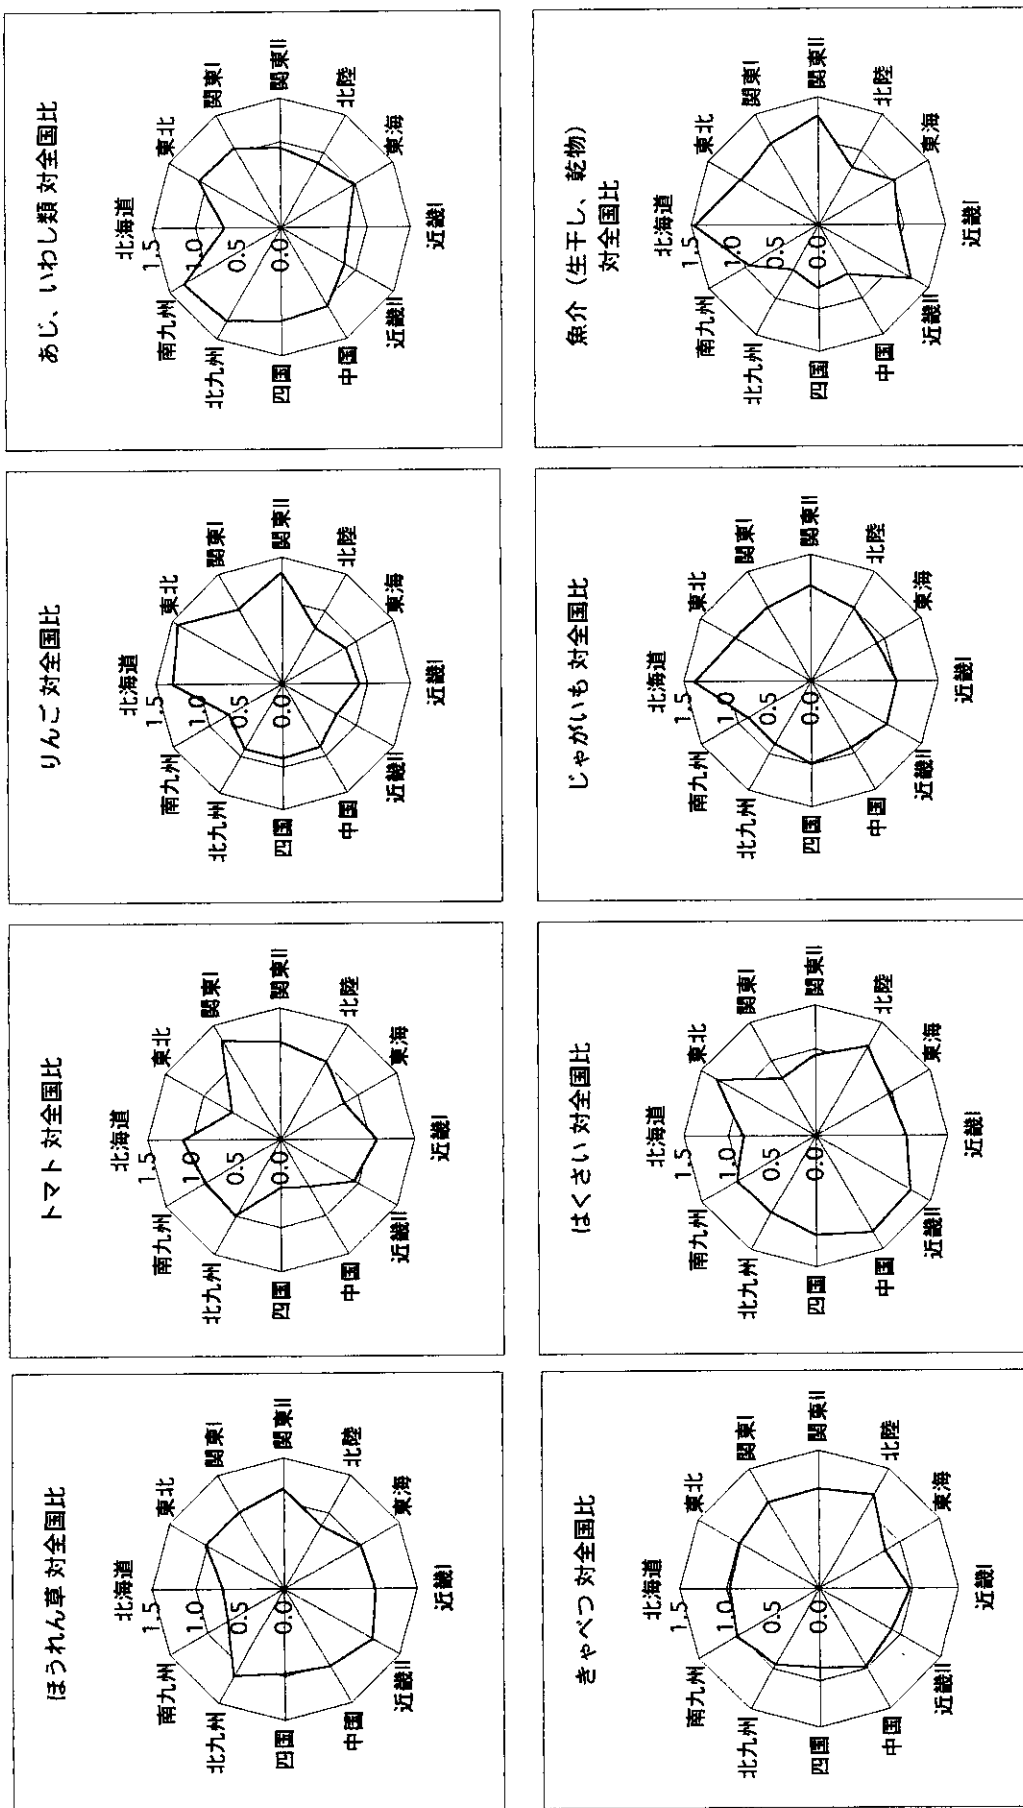 ほうれん草 対全国比
北海道
東北
関東I
関東II
北陸
東海
近畿I
近畿II
中国
四国
北九州
南九州
1.5
1.0
0.5
0.0
トマト 対全国比
北海道
東北
関東I
関東II
北陸
東海
近畿I
近畿II
中国
四国
北九州
南九州
1.5
1.0
0.5
0.0
りんご 対全国比
北海道
東北
関東I
関東II
北陸
東海
近畿I
近畿II
中国
四国
北九州
南九州
1.5
1.0
0.5
0.0
あじ、いわし類 対全国比
北海道
東北
関東I
関東II
北陸
東海
近畿I
近畿II
中国
四国
北九州
南九州
1.5
1.0
0.5
0.0
きゃべつ 対全国比
北海道
東北
関東I
関東II
北陸
東海
近畿I
近畿II
中国
四国
北九州
南九州
1.5
1.0
0.5
0.0
はくさい 対全国比
北海道
東北
関東I
関東II
北陸
東海
近畿I
近畿II
中国
四国
北九州
南九州
1.5
1.0
0.5
0.0
じゃがいも 対全国比
北海道
東北
関東I
関東II
北陸
東海
近畿I
近畿II
中国
四国
北九州
南九州
1.5
1.0
0.5
0.0
魚介（生干し、乾物）
対全国比
北海道
東北
関東I
関東II
北陸
東海
近畿I
近畿II
中国
四国
北九州
南九州
1.5
1.0
0.5
0.0